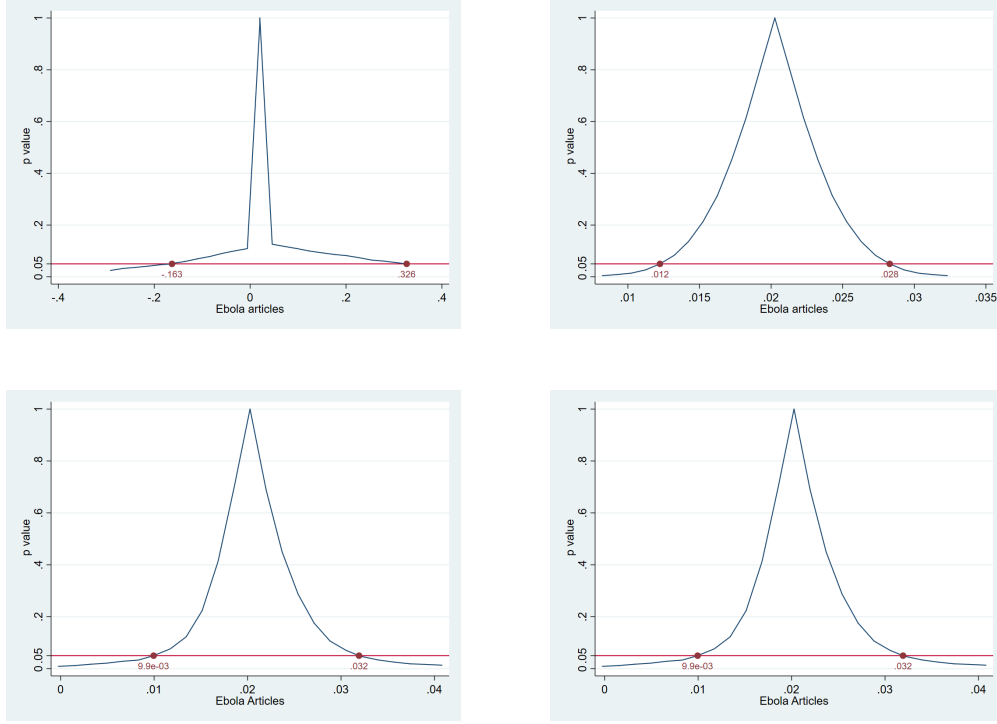 p value
0.05 .2 .4 .6 .8 1
-.163 .326
-.4 -.2 0 .2 .4
Ebola articles
p value
0.05 .2 .4 .6 .8 1
.012 .028
.01 .015 .02 .025 .03 .035
Ebola articles
p value
0.05 .2 .4 .6 .8 1
9.9e-03 .032
0 .01 .02 .03 .04
Ebola Articles
p value
0.05 .2 .4 .6 .8 1
9.9e-03 .032
0 .01 .02 .03 .04
Ebola Articles